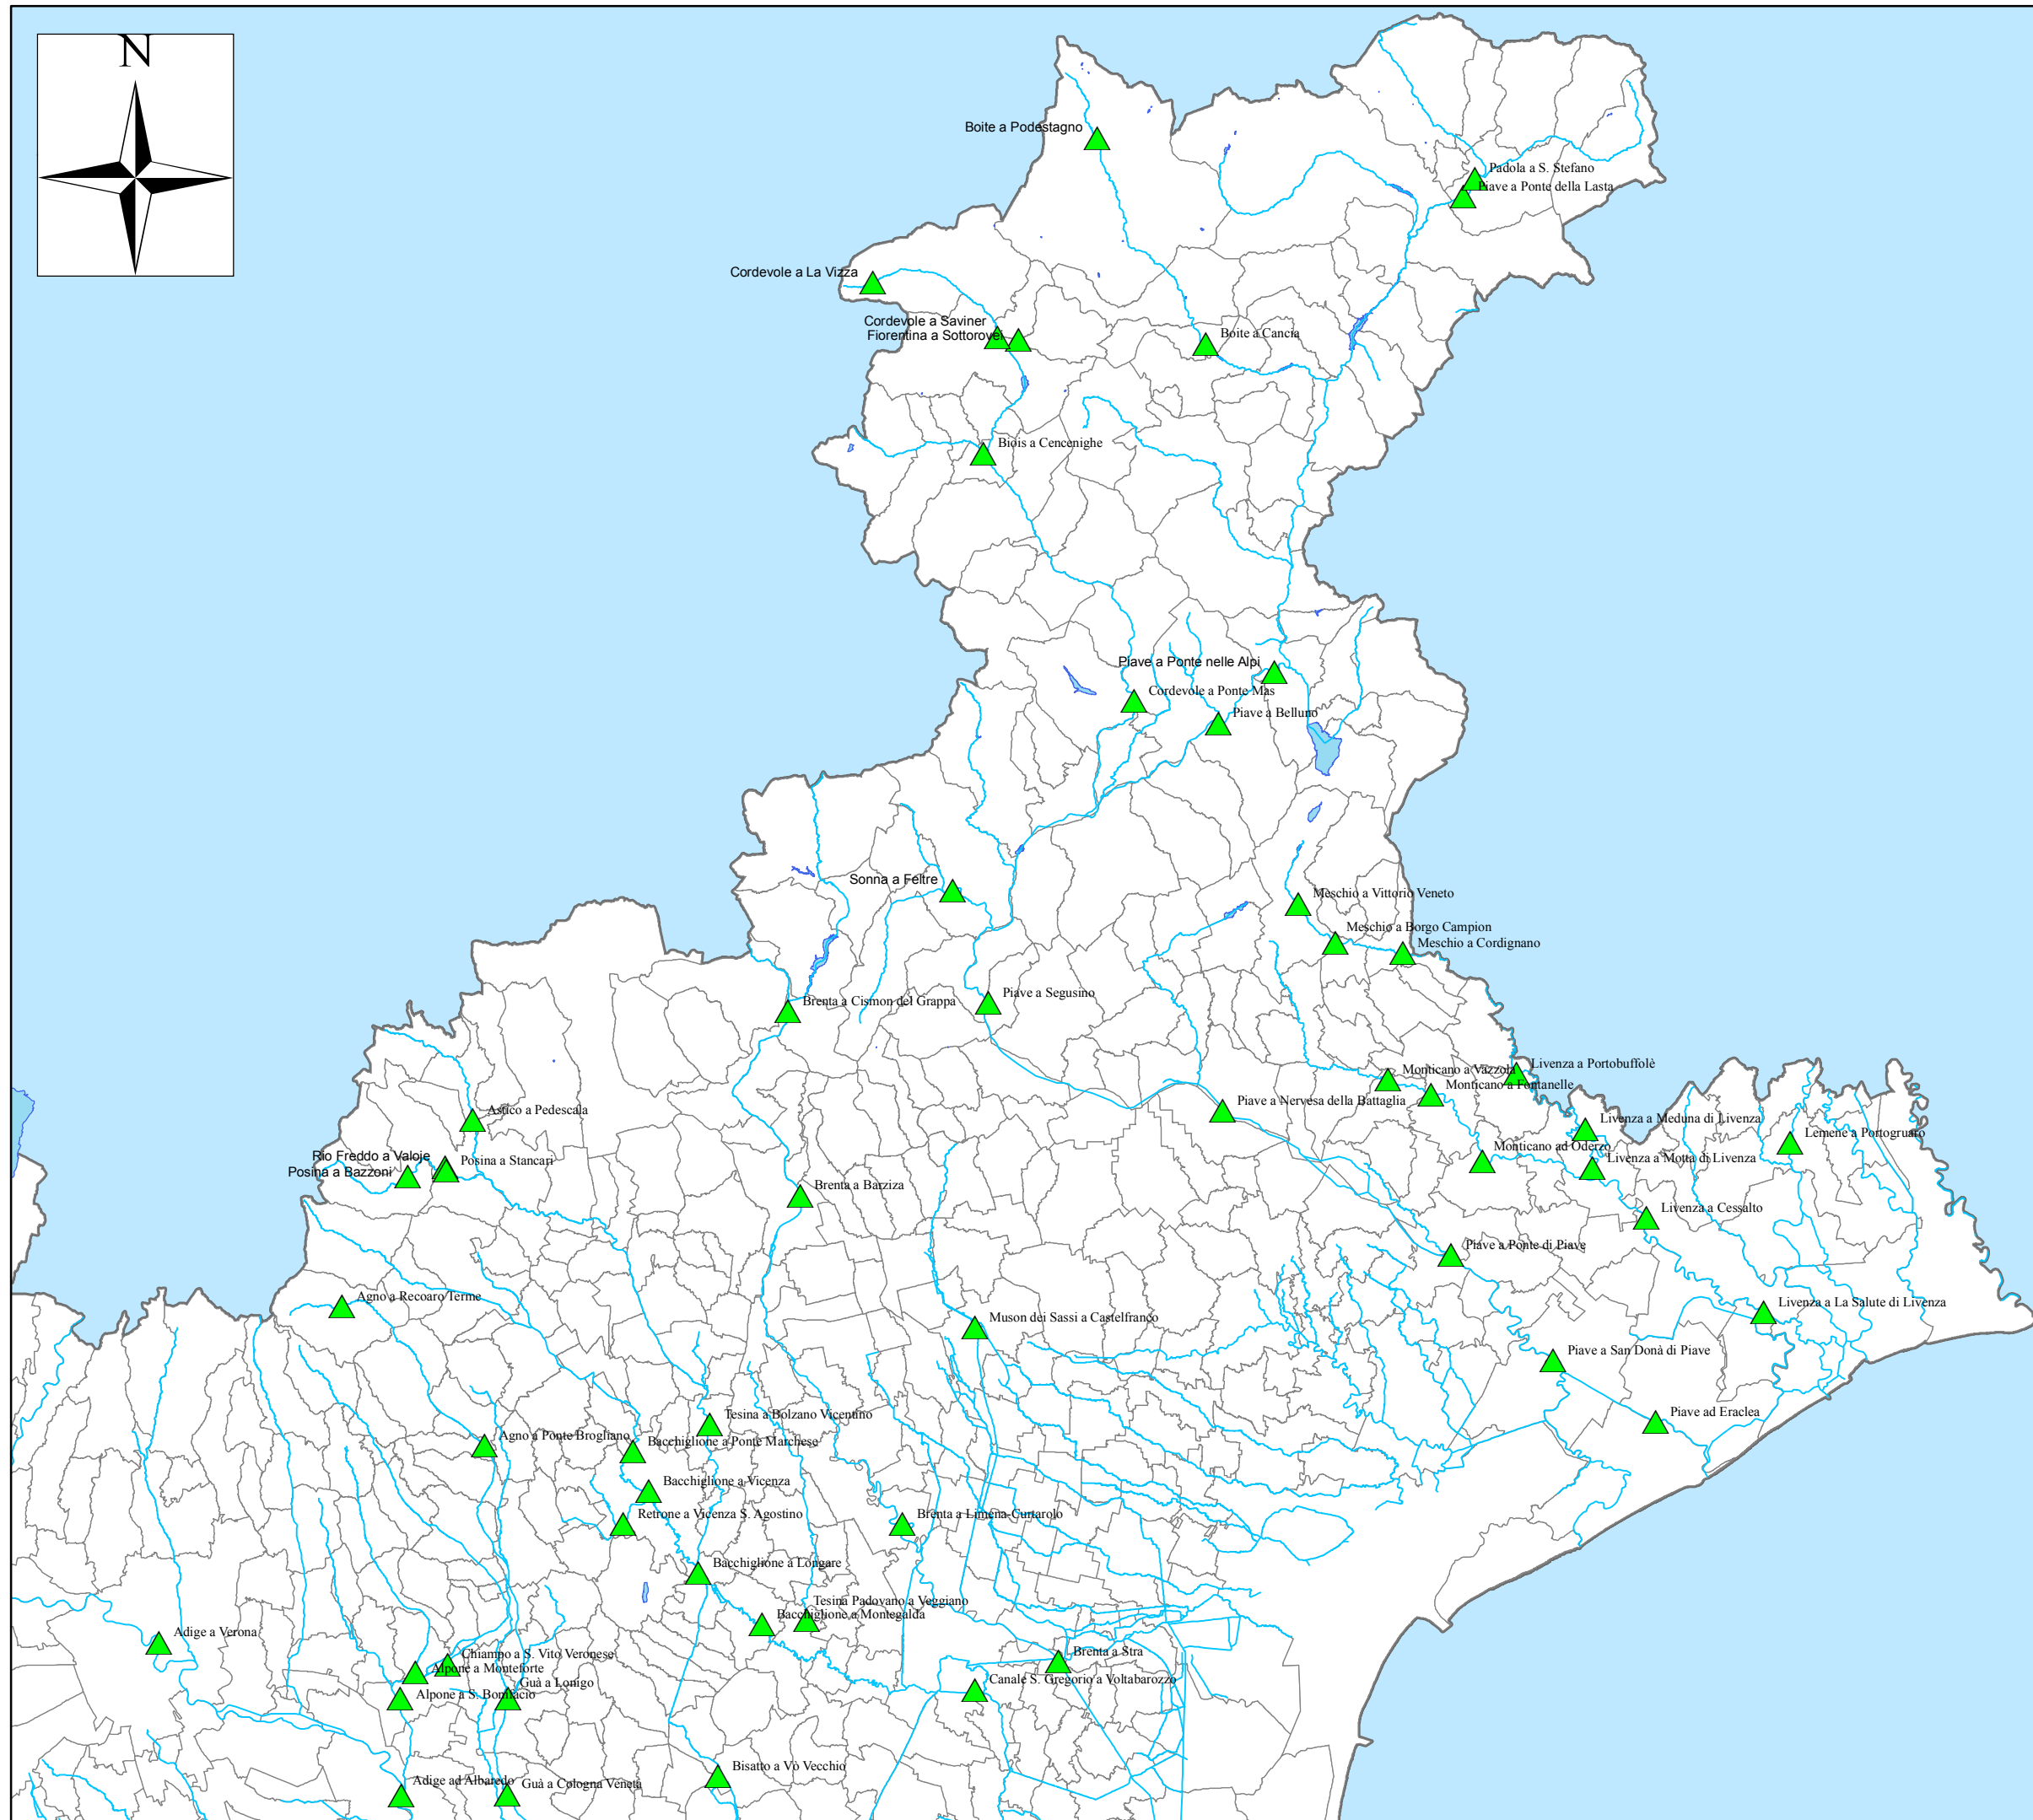 N
Boite a Podestagno
Padola a S. Stefano
Piave a Ponte della Lasta
Cordevole a La Vizza
Cordevole a Saviner
Fiorentina a Sottorovei
Boite a Cancia
Biois a Cencenighe
Piave a Ponte nelle Alpi
Cordevole a Ponte Mas
Piave a Belluno
Sonna a Feltre
Meschio a Vittorio Veneto
Meschio a Borgo Campion
Meschio a Cordignano
Brenta a Cismon del Grappa
Piave a Segusino
Livenza a Portobuffolè
Monticano a Vazzola
Monticano a Fontanelle
Piave a Nervesa della Battaglia
Astico a Pedescala
Livenza a Meduna di Livenza
Lemene a Portogruaro
Monticano ad Oderzo
Rio Freddo a Valoje
Posina a Stancari
Livenza a Motta di Livenza
Posina a Bazzoni
Brenta a Barziza
Livenza a Cessalto
Piave a Ponte di Piave
Agno a Recoaro Terme
Livenza a La Salute di Livenza
Muson dei Sassi a Castelfranco
Piave a San Donà di Piave
Piave ad Eraclea
Tesina a Bolzano Vicentino
Agno a Ponte Brogliano
Bacchiglione a Ponte Marchese
Bacchiglione a Vicenza
Retrone a Vicenza S. Agostino
Brenta a Limena-Curtarolo
Bacchiglione a Longare
Tesina Padovano a Veggiano
Bacchiglione a Montegalda
Adige a Verona
Chiampo a S. Vito Veronese
Brenta a Stra
Alpone a Monteforte
Canale S. Gregorio a Voltabarozzo
Guà a Lonigo
Alpone a S. Bonifacio
Bisatto a Vò Vecchio
Adige ad Albaredo
Guà a Cologna Veneta